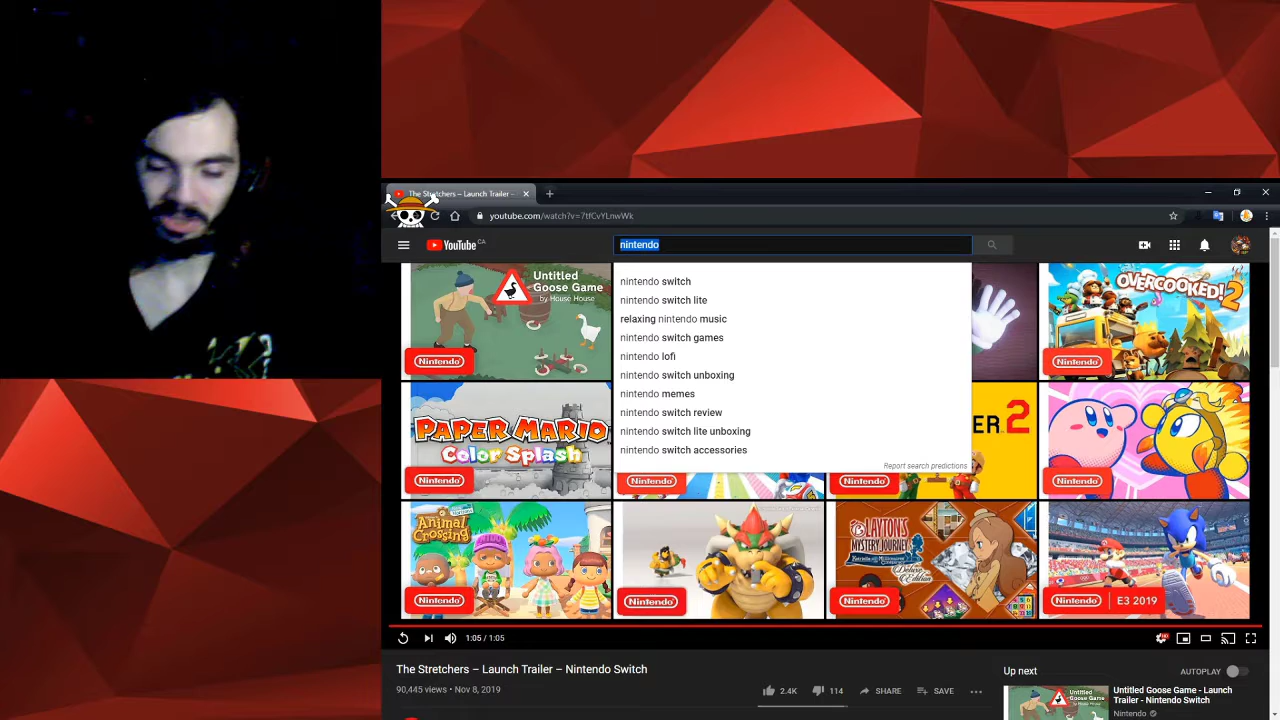 The Stretchers – Launch Trailer -
youtube.com/watch?v=7tfCvYLnwWk
YouTube CA
nintendo
nintendo switch
nintendo switch lite
relaxing nintendo music
nintendo switch games
nintendo lofi
nintendo switch unboxing
nintendo memes
nintendo switch review
nintendo switch lite unboxing
nintendo switch accessories
Report search predictions
Untitled
Goose Game
by House House
Nintendo
OVERCOOKED! 2
Nintendo
PAPER MARIO
Color Splash
Nintendo
Nintendo
ER 2
Nintendo
Nintendo
Animal
Crossing
Nintendo
Nintendo
LAYTON'S
MYSTERY JOURNEY
Deluxe
Edition
Nintendo
Nintendo E3 2019
1:05 / 1:05
The Stretchers – Launch Trailer – Nintendo Switch
90,445 views • Nov 8, 2019
2.4K
114
SHARE
SAVE
Up next
AUTOPLAY
Untitled Goose Game - Launch
Trailer - Nintendo Switch
Nintendo